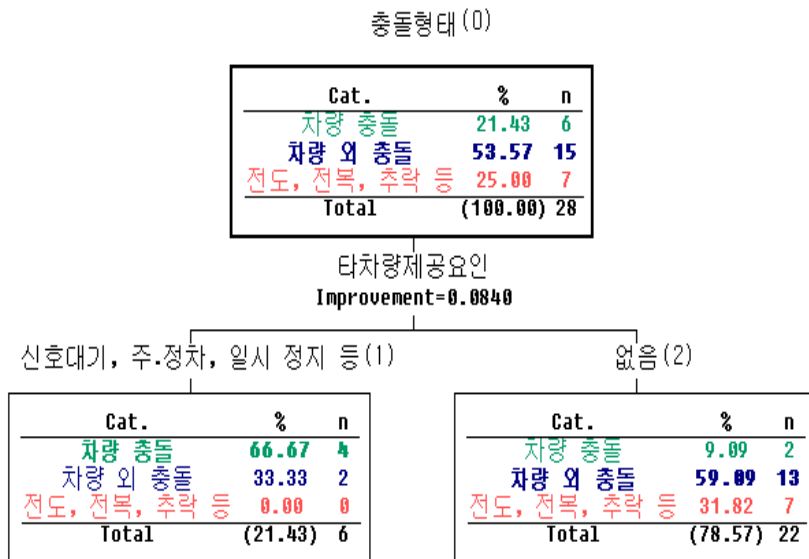 충돌형태(0)
Cat. % n
차량 충돌 21.43 6
차량 외 충돌 53.57 15
전도, 전복, 추락 등 25.00 7
Total (100.00) 28
타차량제공요인
Improvement=0.0840
신호대기, 주.정차, 일시 정지 등(1)
없음(2)
Cat. % n
차량 충돌 66.67 4
차량 외 충돌 33.33 2
전도, 전복, 추락 등 0.00 0
Total (21.43) 6
Cat. % n
차량 충돌 9.09 2
차량 외 충돌 59.09 13
전도, 전복, 추락 등 31.82 7
Total (78.57) 22